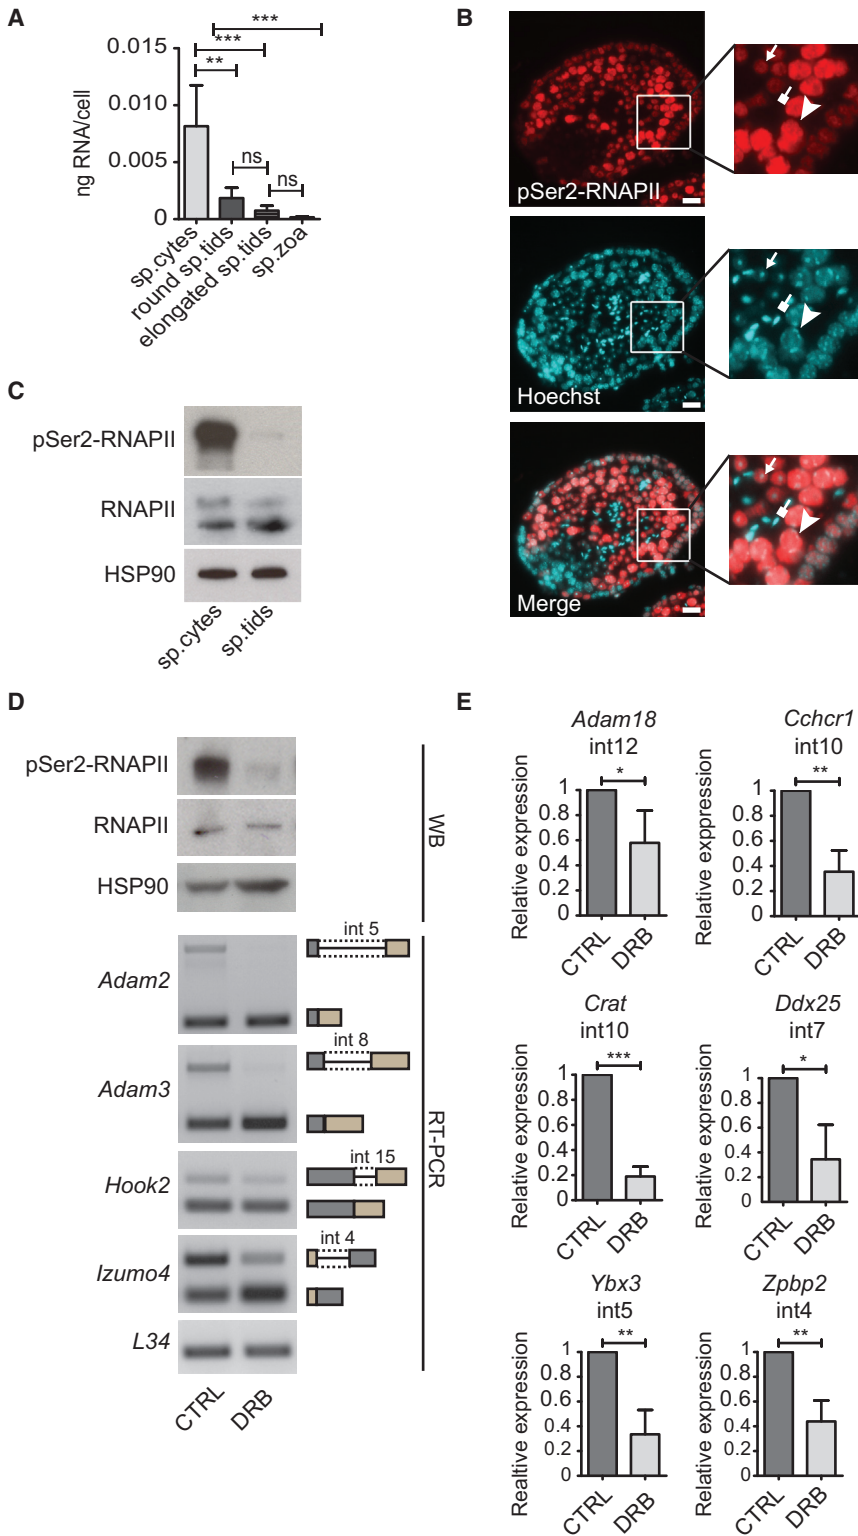 A
***
***
**
ns
ns
0.015
0.010
0.005
0
ng RNA/cell
sp.cytes
round sp.tids
elongated sp.tids
sp.zoa
B
pSer2-RNAPII
Hoechst
Merge
C
pSer2-RNAPII
RNAPII
HSP90
sp.cytes
sp.tids
D
pSer2-RNAPII
RNAPII
HSP90
WB
Adam2
int 5
Adam3
int 8
Hook2
int 15
Izumo4
int 4
L34
RT-PCR
CTRL
DRB
E
Adam18
int12
*
Relative expression
1
0.8
0.6
0.4
0.2
0
CTRL
DRB
Cchcr1
int10
**
Relative exppression
1
0.8
0.6
0.4
0.2
0
CTRL
DRB
Crat
int10
***
Relative expression
1
0.8
0.6
0.4
0.2
0
CTRL
DRB
Ddx25
int7
*
Relative expression
1
0.8
0.6
0.4
0.2
0
CTRL
DRB
Ybx3
int5
**
Realtive expression
1
0.8
0.6
0.4
0.2
0
CTRL
DRB
Zpbp2
int4
**
Relative expression
1
0.8
0.6
0.4
0.2
0
CTRL
DRB